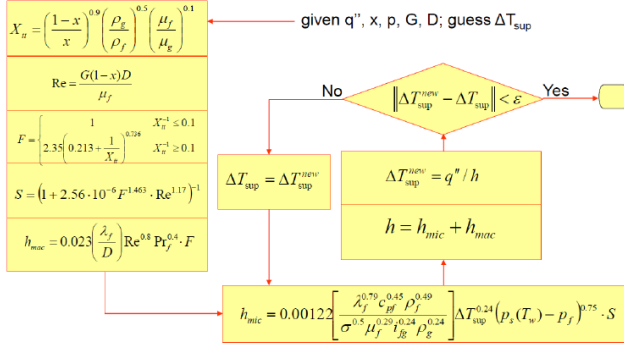 given q'', x, p, G, D; guess ΔT_sup
X_tt = ((1-x)/x)^0.9 (ρ_g/ρ_f)^0.5 (μ_f/μ_g)^0.1
Re = G(1-x)D/μ_f
F = { 1    X_tt^-1 ≤ 0.1
2.35(0.213 + 1/X_tt)^0.736    X_tt^-1 ≥ 0.1
S = (1 + 2.56·10^-6 F^1.463 · Re^1.17)^-1
h_mac = 0.023(λ_f/D) Re^0.8 Pr_f^0.4 · F
No
‖ΔT_sup^new − ΔT_sup‖ < ε
Yes
ΔT_sup = ΔT_sup^new
ΔT_sup^new = q'' / h
h = h_mic + h_mac
h_mic = 0.00122[λ_f^0.79 c_pf^0.45 ρ_f^0.49 / σ^0.5 μ_f^0.29 i_fg^0.24 ρ_g^0.24] ΔT_sup^0.24 (p_s(T_w) − p_f)^0.75 · S